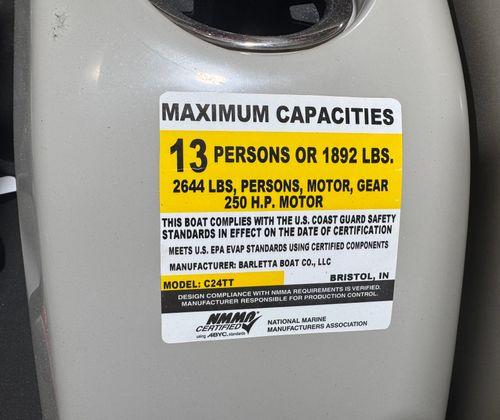 MAXIMUM CAPACITIES
13 PERSONS OR 1892 LBS.
2644 LBS, PERSONS, MOTOR, GEAR
250 H.P. MOTOR
THIS BOAT COMPLIES WITH THE U.S. COAST GUARD SAFETY
STANDARDS IN EFFECT ON THE DATE OF CERTIFICATION
MEETS U.S. EPA EVAP STANDARDS USING CERTIFIED COMPONENTS
MANUFACTURER: BARLETTA BOAT CO., LLC
MODEL: C24TT BRISTOL, IN
DESIGN COMPLIANCE WITH NMMA REQUIREMENTS IS VERIFIED.
MANUFACTURER RESPONSIBLE FOR PRODUCTION CONTROL.
NMMA
CERTIFIED
using ABYC. standards
NATIONAL MARINE
MANUFACTURERS ASSOCIATION